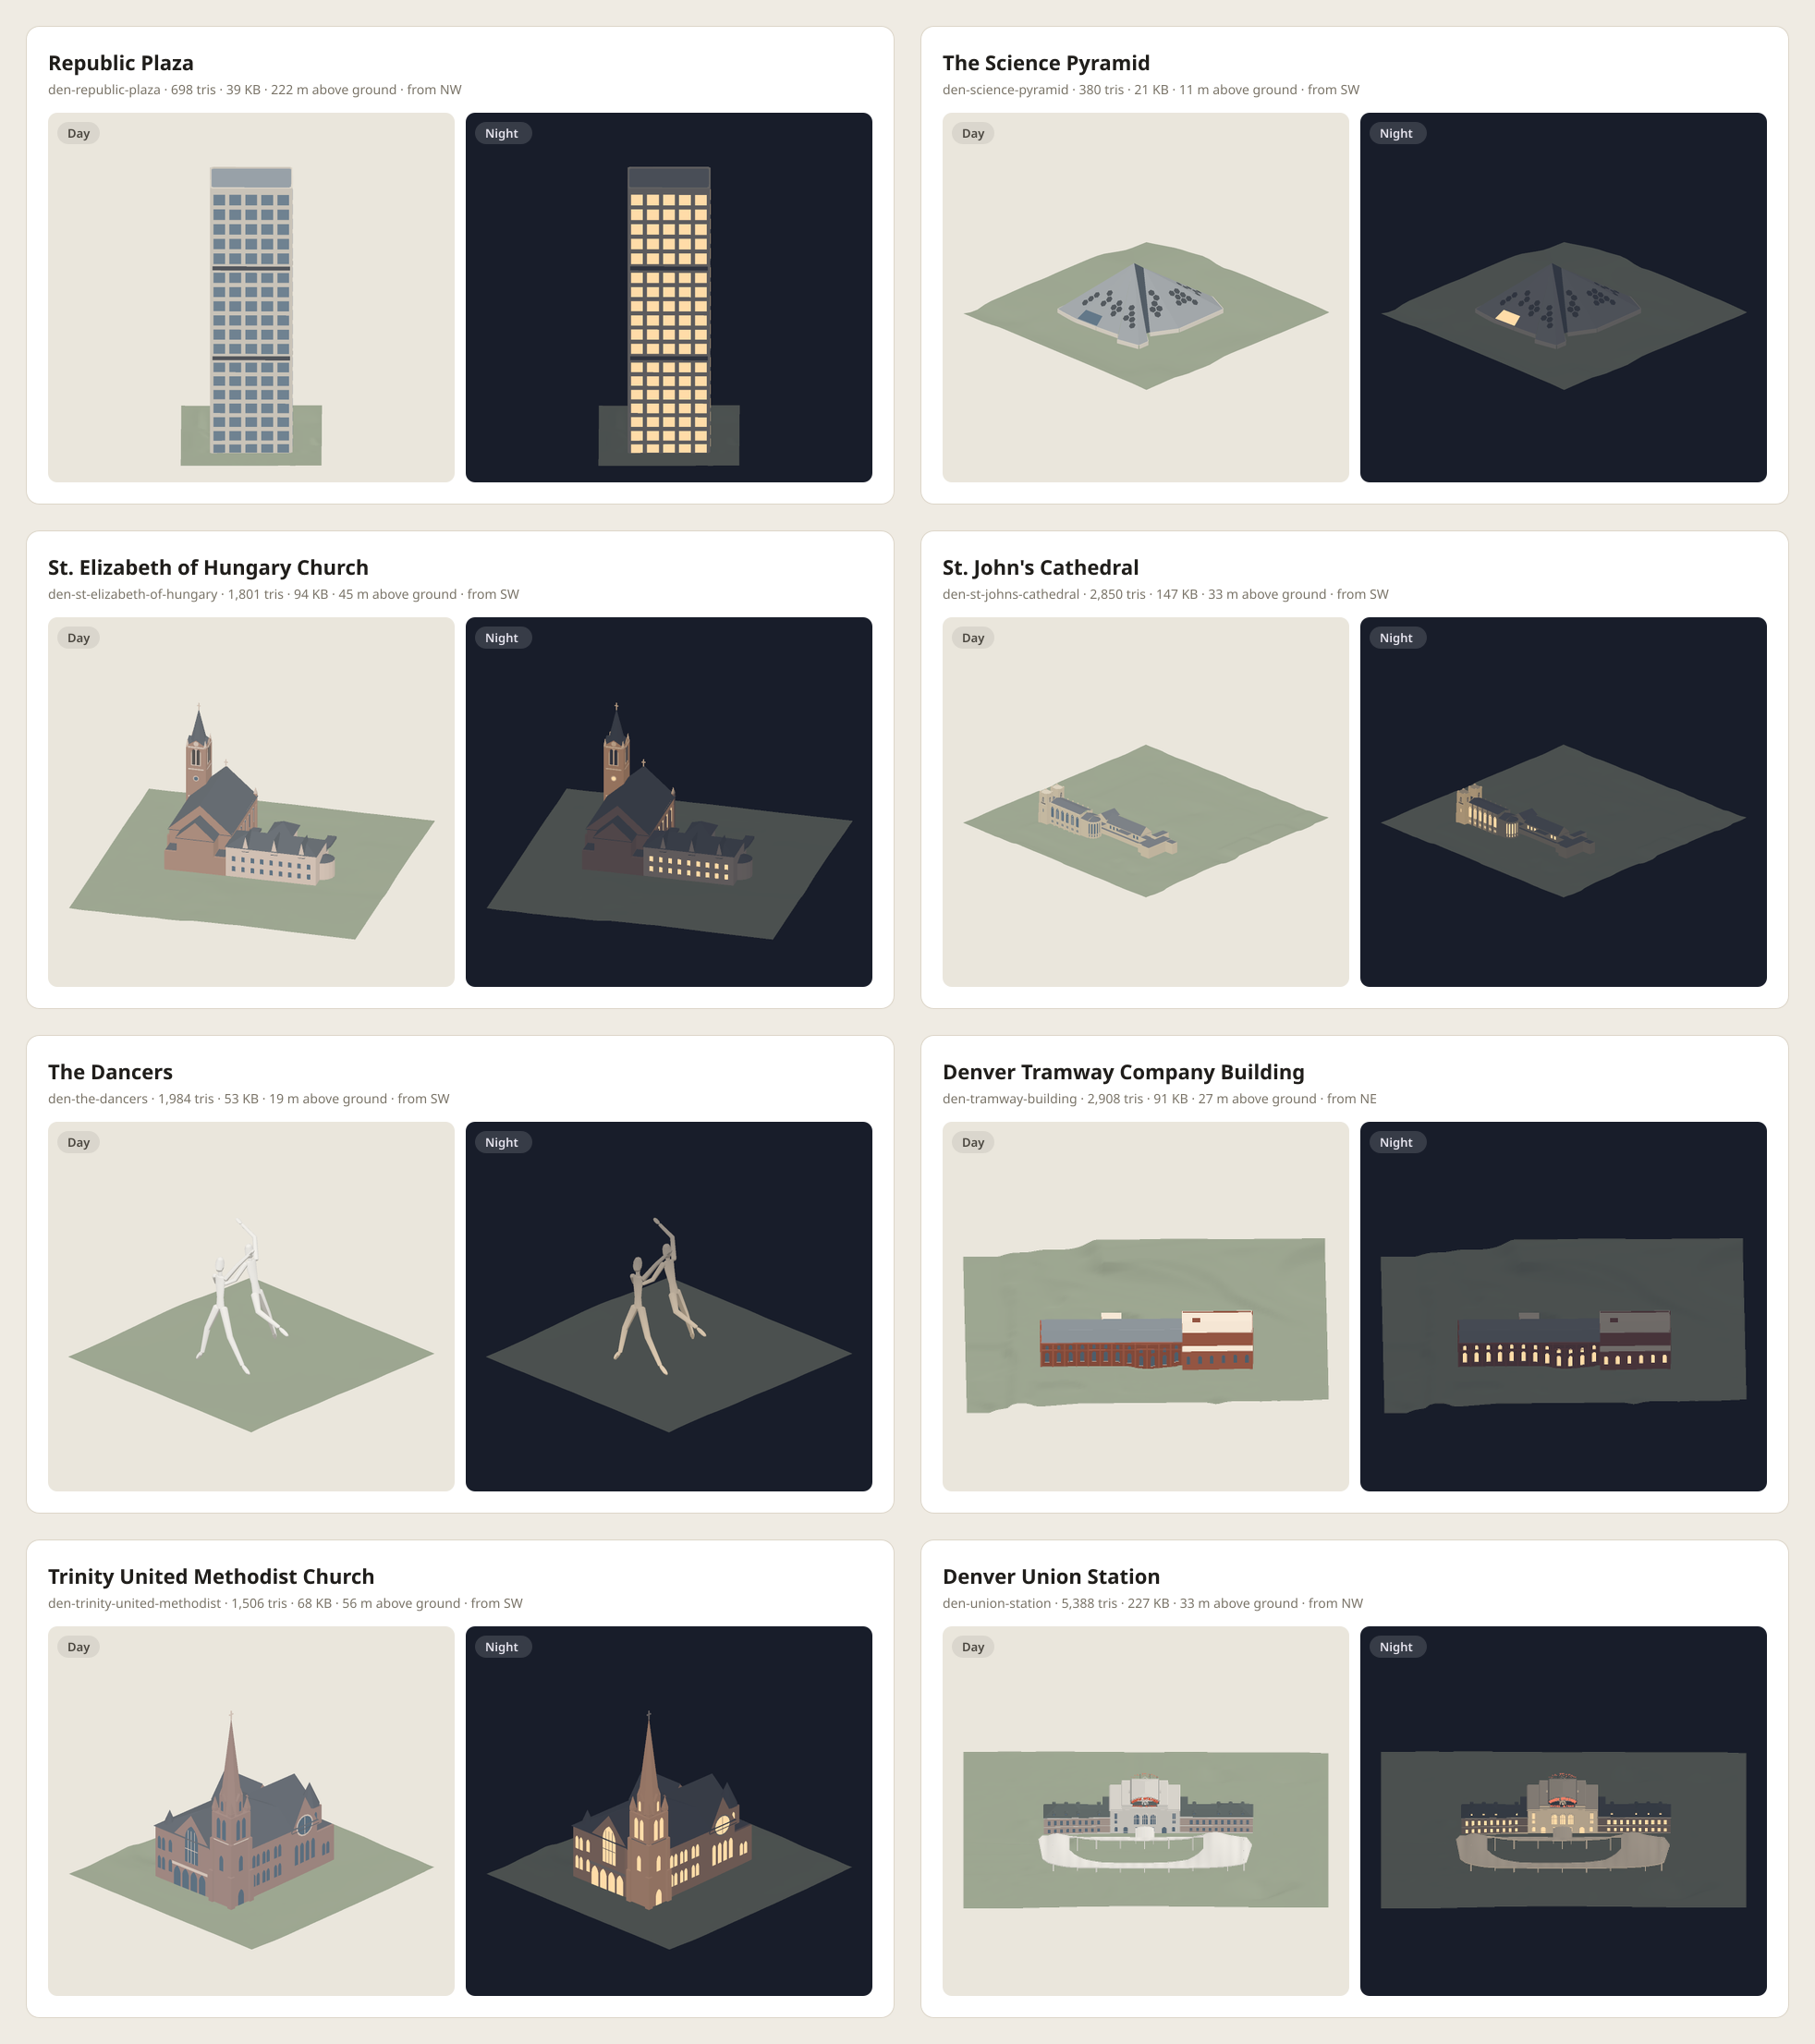 Republic Plaza
den-republic-plaza · 698 tris · 39 KB · 222 m above ground · from NW
Day
Night
The Science Pyramid
den-science-pyramid · 380 tris · 21 KB · 11 m above ground · from SW
Day
Night
St. Elizabeth of Hungary Church
den-st-elizabeth-of-hungary · 1,801 tris · 94 KB · 45 m above ground · from SW
Day
Night
St. John's Cathedral
den-st-johns-cathedral · 2,850 tris · 147 KB · 33 m above ground · from SW
Day
Night
The Dancers
den-the-dancers · 1,984 tris · 53 KB · 19 m above ground · from SW
Day
Night
Denver Tramway Company Building
den-tramway-building · 2,908 tris · 91 KB · 27 m above ground · from NE
Day
Night
Trinity United Methodist Church
den-trinity-united-methodist · 1,506 tris · 68 KB · 56 m above ground · from SW
Day
Night
Denver Union Station
den-union-station · 5,388 tris · 227 KB · 33 m above ground · from NW
Day
Night